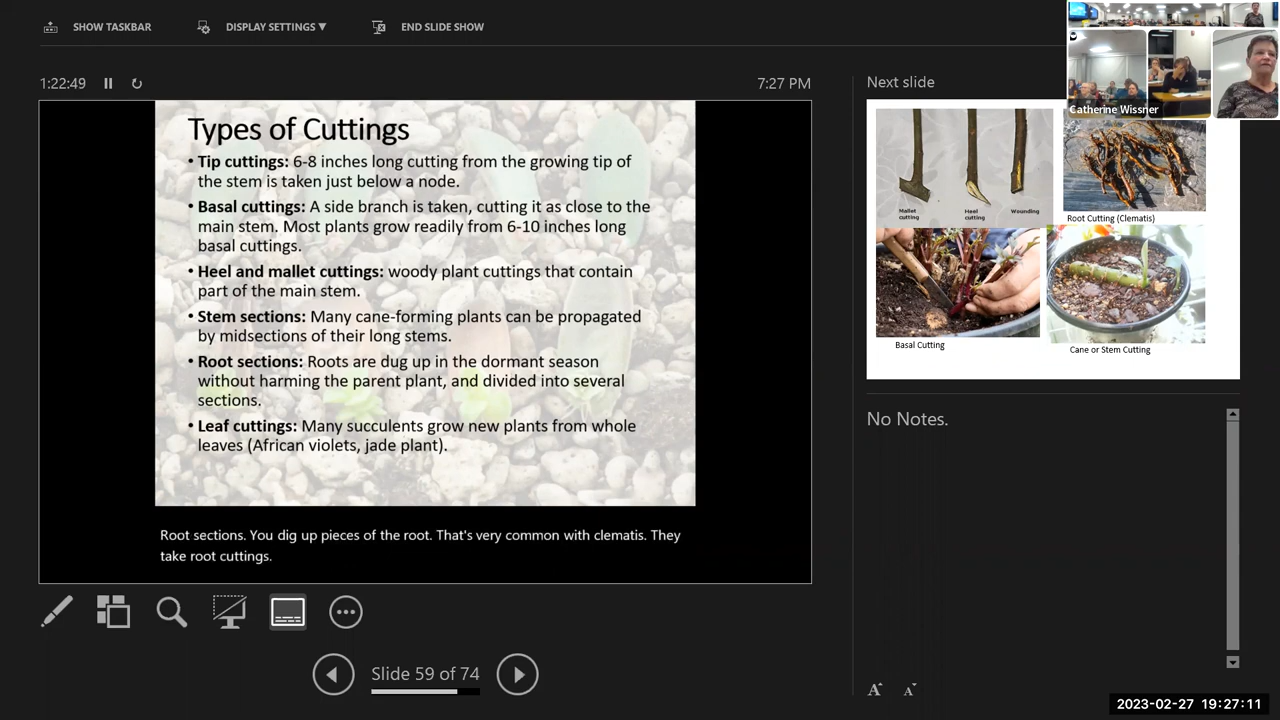 SHOW TASKBAR
DISPLAY SETTINGS ▼
END SLIDE SHOW
1:22:49
7:27 PM
Types of Cuttings
• Tip cuttings: 6-8 inches long cutting from the growing tip of
the stem is taken just below a node.
• Basal cuttings: A side branch is taken, cutting it as close to the
main stem. Most plants grow readily from 6-10 inches long
basal cuttings.
• Heel and mallet cuttings: woody plant cuttings that contain
part of the main stem.
• Stem sections: Many cane-forming plants can be propagated
by midsections of their long stems.
• Root sections: Roots are dug up in the dormant season
without harming the parent plant, and divided into several
sections.
• Leaf cuttings: Many succulents grow new plants from whole
leaves (African violets, jade plant).
Root sections. You dig up pieces of the root. That's very common with clematis. They
take root cuttings.
Slide 59 of 74
Next slide
Catherine Wissner
Mallet
cutting
Heel
cutting
Wounding
Root Cutting (Clematis)
Basal Cutting
Cane or Stem Cutting
No Notes.
A A
2023-02-27 19:27:11